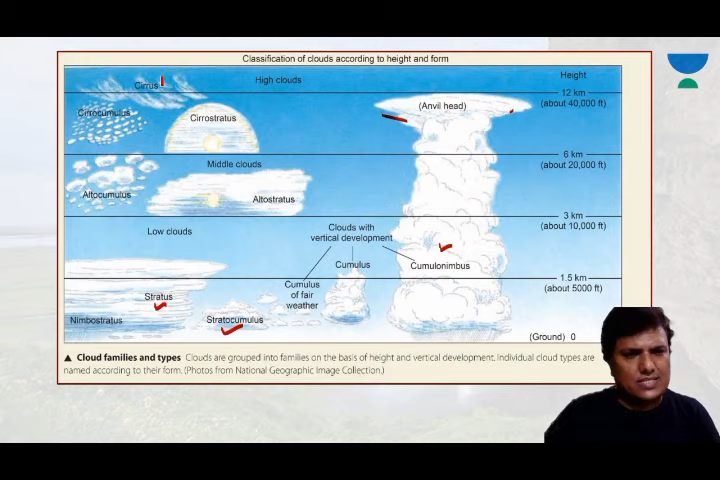 Classification of clouds according to height and form
Cirrus
High clouds
Height
12 km
(about 40,000 ft)
(Anvil head)
Cirrocumulus
Cirrostratus
6 km
(about 20,000 ft)
Middle clouds
Altocumulus
Altostratus
3 km
(about 10,000 ft)
Low clouds
Clouds with
vertical development
Cumulus
Cumulonimbus
1.5 km
(about 5000 ft)
Cumulus
of fair
weather
Stratus
Nimbostratus
Stratocumulus
(Ground) 0
▲ Cloud families and types Clouds are grouped into families on the basis of height and vertical development. Individual cloud types are
named according to their form. (Photos from National Geographic Image Collection.)